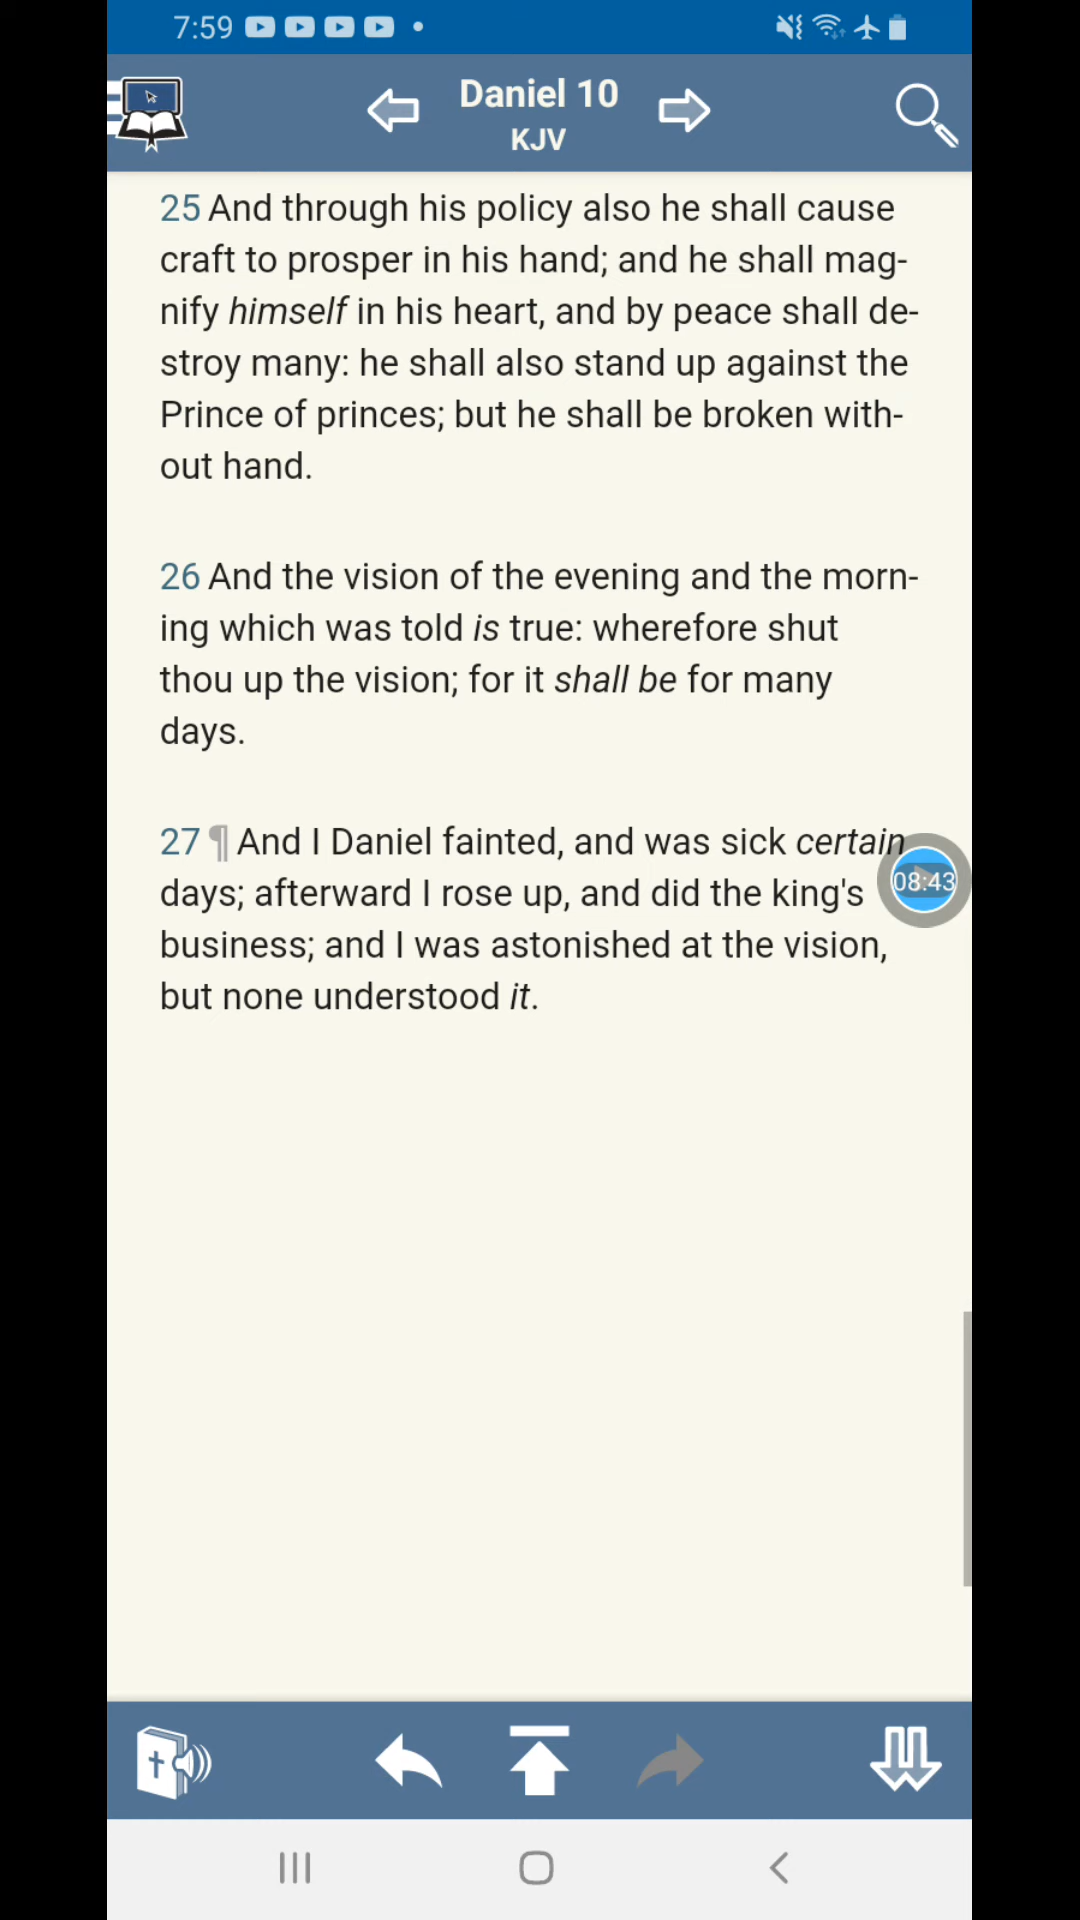 7:59
Daniel 10
KJV
25 And through his policy also he shall cause
craft to prosper in his hand; and he shall mag-
nify himself in his heart, and by peace shall de-
stroy many: he shall also stand up against the
Prince of princes; but he shall be broken with-
out hand.
26 And the vision of the evening and the morn-
ing which was told is true: wherefore shut
thou up the vision; for it shall be for many
days.
27 ¶ And I Daniel fainted, and was sick certain
days; afterward I rose up, and did the king's
08:43
business; and I was astonished at the vision,
but none understood it.